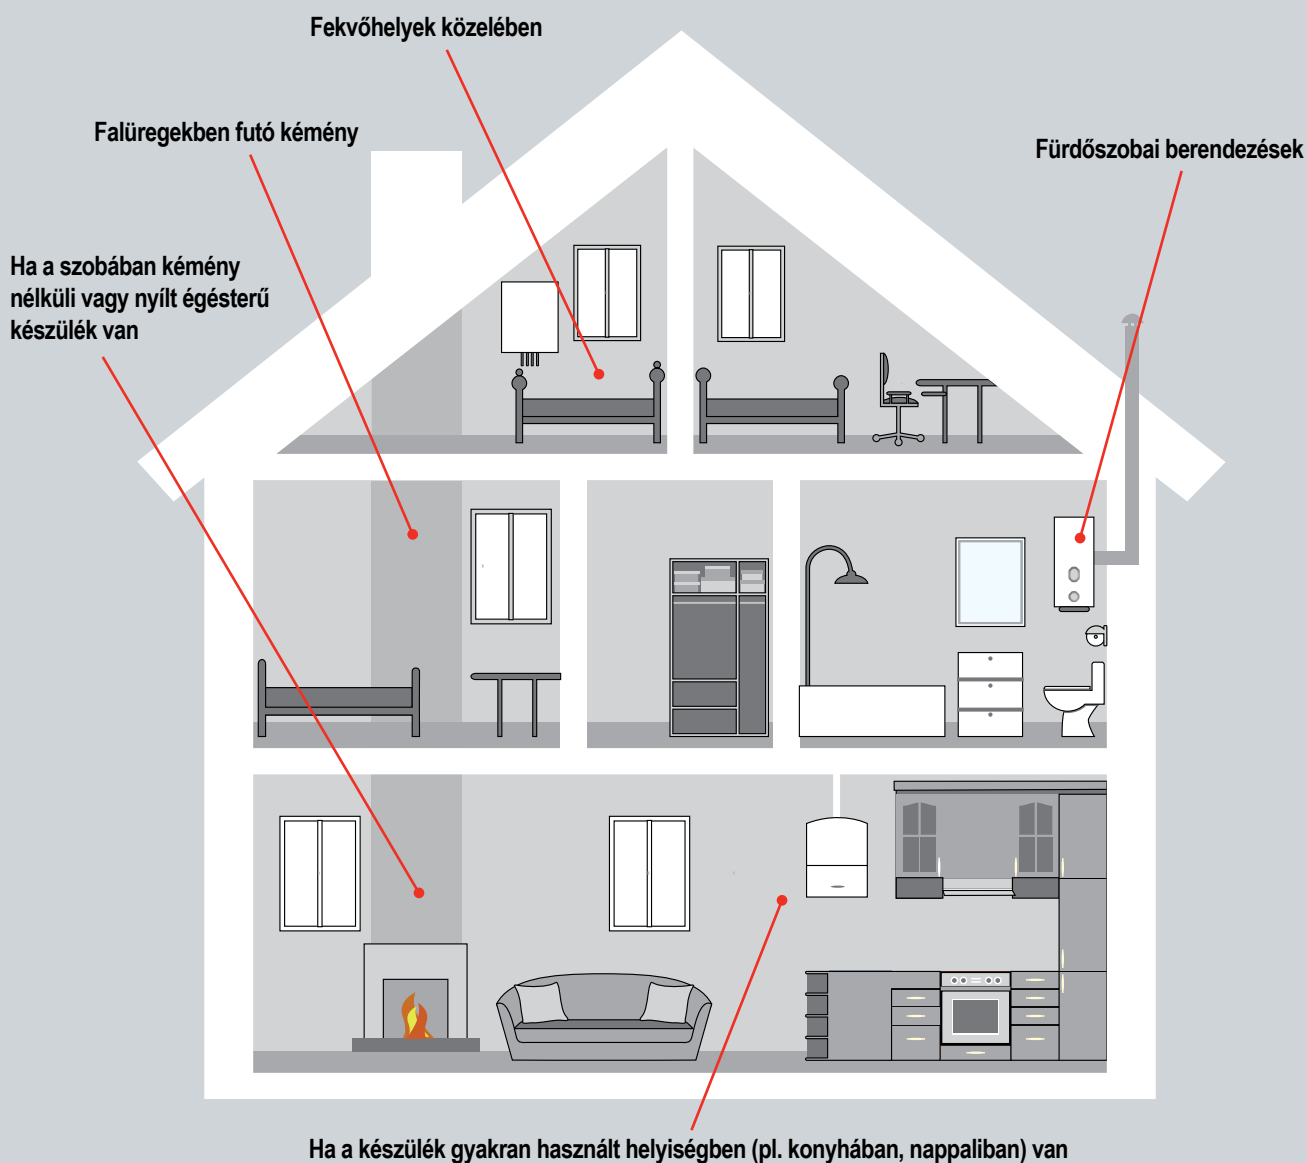 Fekvőhelyek közelében
Falüregekben futó kémény
Fürdőszobai berendezések
Ha a szobában kémény
nélküli vagy nyílt égésterű
készülék van
Ha a készülék gyakran használt helyiségben (pl. konyhában, nappaliban) van